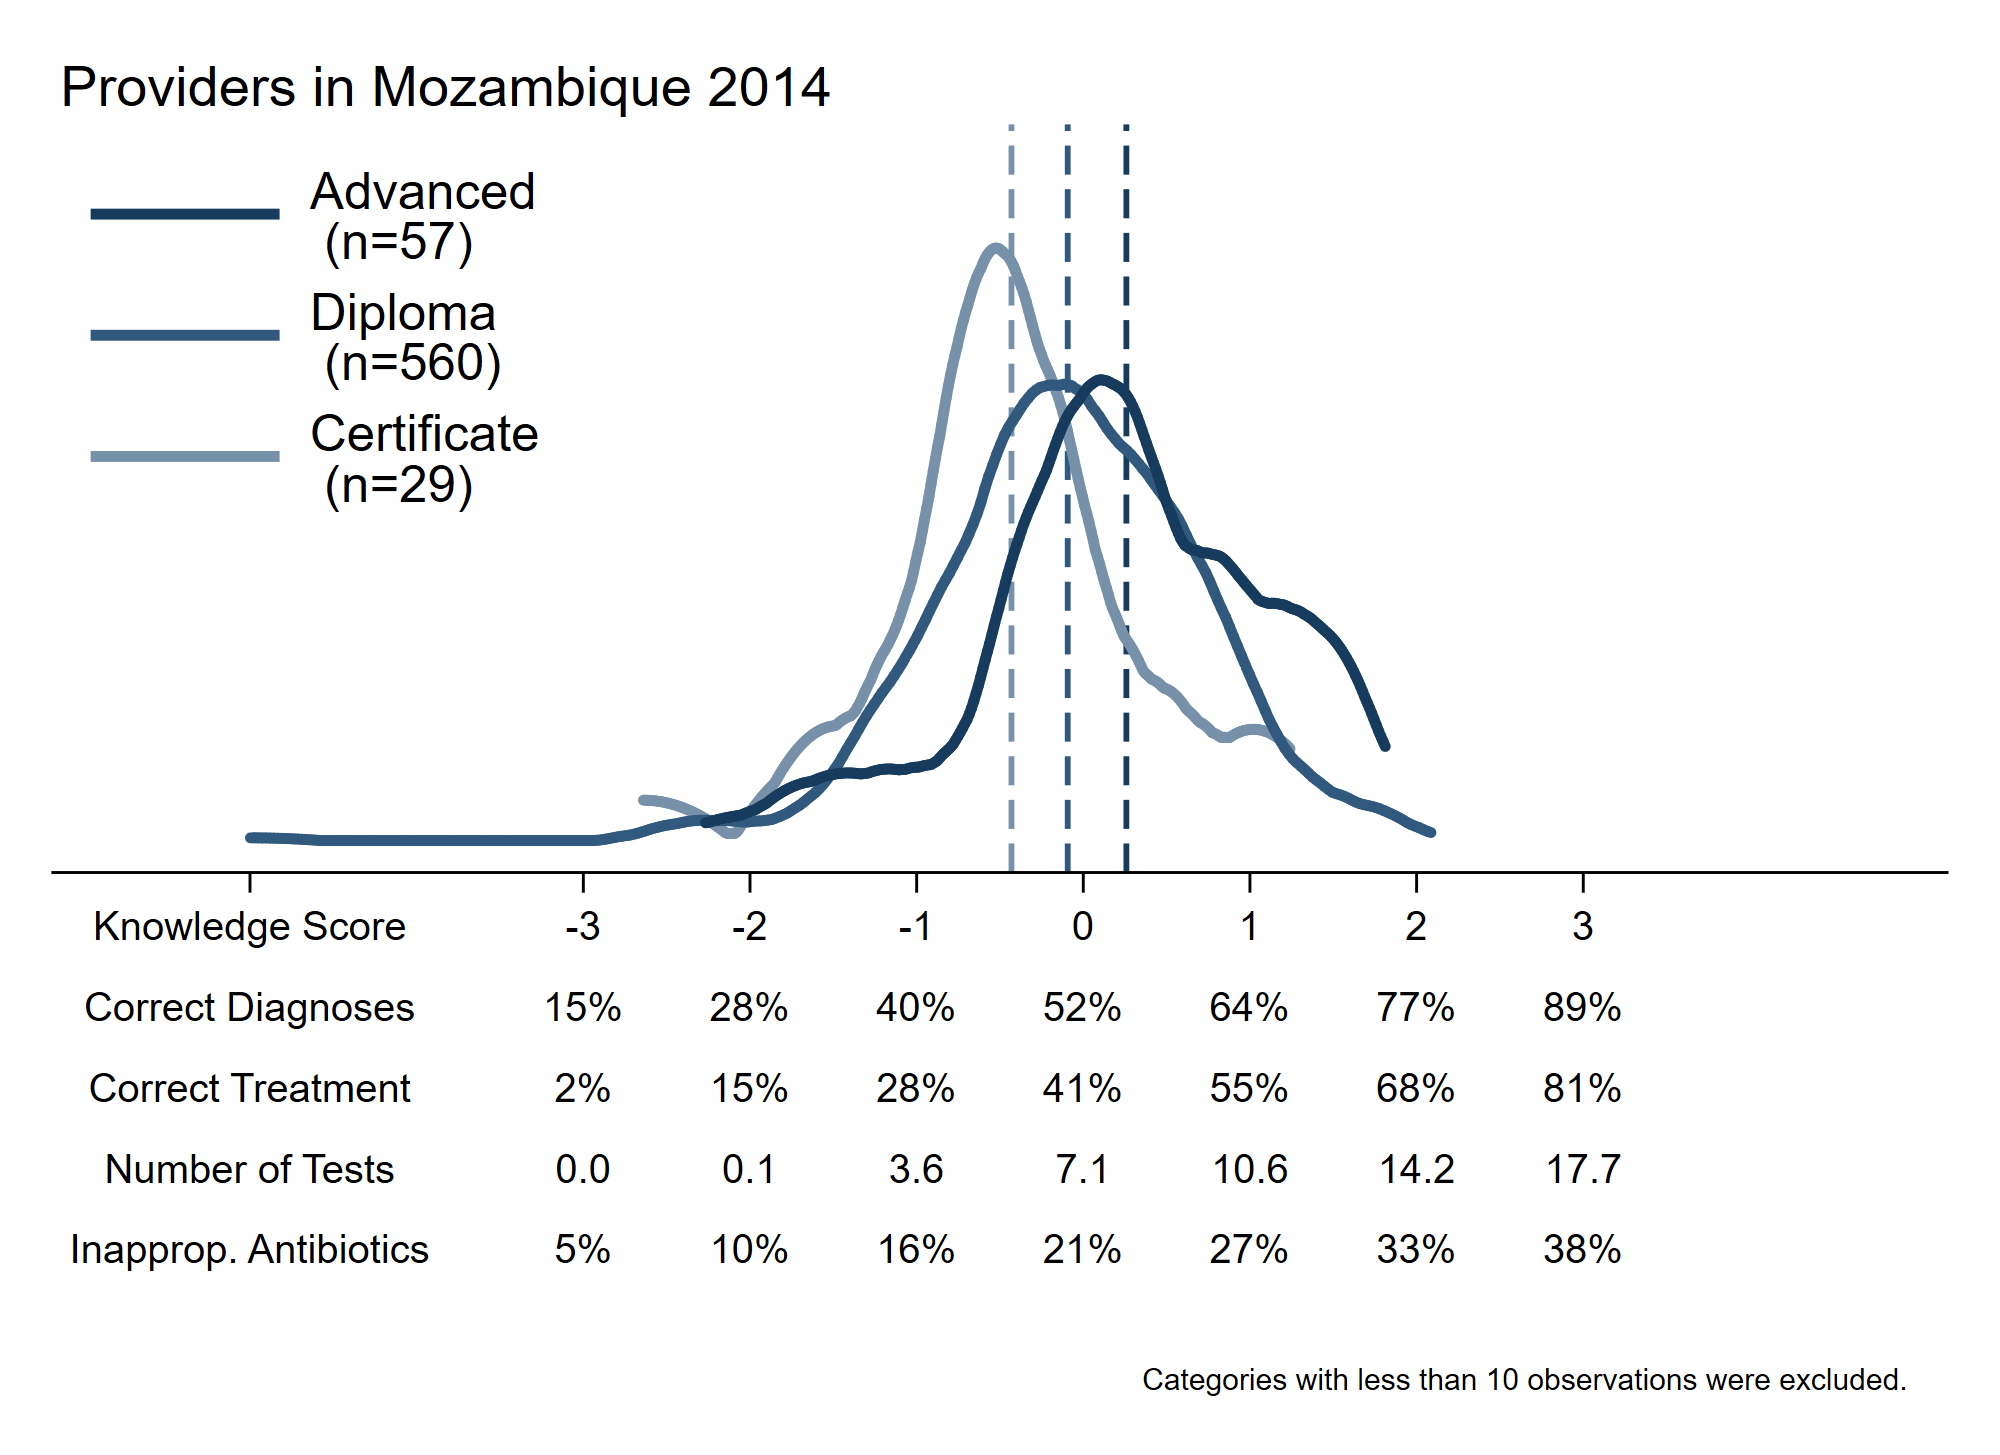 Providers in Mozambique 2014
Advanced
(n=57)
Diploma
(n=560)
Certificate
(n=29)
Knowledge Score -3 -2 -1 0 1 2 3
Correct Diagnoses 15% 28% 40% 52% 64% 77% 89%
Correct Treatment 2% 15% 28% 41% 55% 68% 81%
Number of Tests 0.0 0.1 3.6 7.1 10.6 14.2 17.7
Inapprop. Antibiotics 5% 10% 16% 21% 27% 33% 38%
Categories with less than 10 observations were excluded.